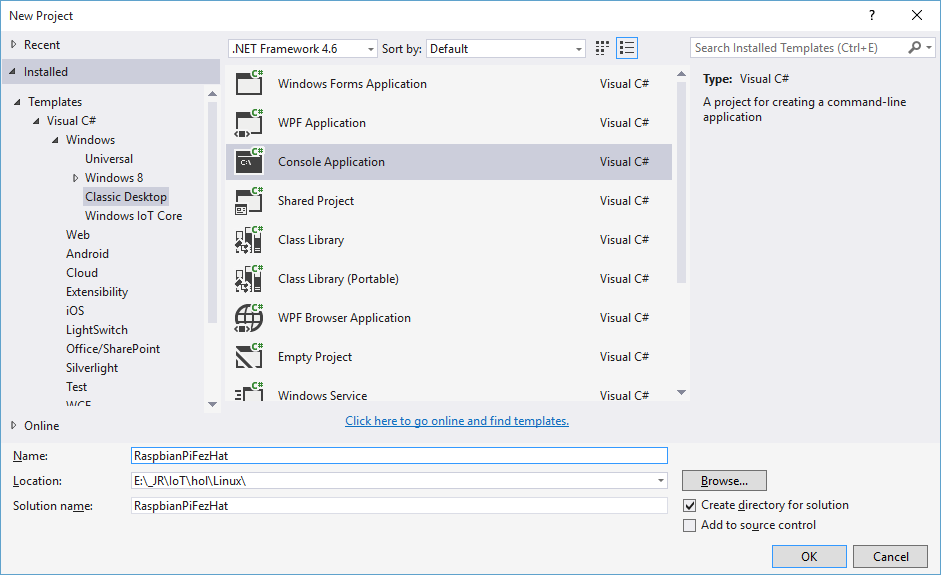 New Project
Recent
.NET Framework 4.6
Sort by:
Default
Search Installed Templates (Ctrl+E)
Installed
Templates
Visual C#
Windows
Universal
Windows 8
Classic Desktop
Windows IoT Core
Web
Android
Cloud
Extensibility
iOS
LightSwitch
Office/SharePoint
Silverlight
Test
WCF
Online
Windows Forms Application Visual C#
WPF Application Visual C#
Console Application Visual C#
Shared Project Visual C#
Class Library Visual C#
Class Library (Portable) Visual C#
WPF Browser Application Visual C#
Empty Project Visual C#
Windows Service Visual C#
Click here to go online and find templates.
Type: Visual C#
A project for creating a command-line
application
Name: RaspbianPiFezHat
Location: E:\_JR\IoT\hol\Linux\
Browse...
Solution name: RaspbianPiFezHat
Create directory for solution
Add to source control
OK
Cancel